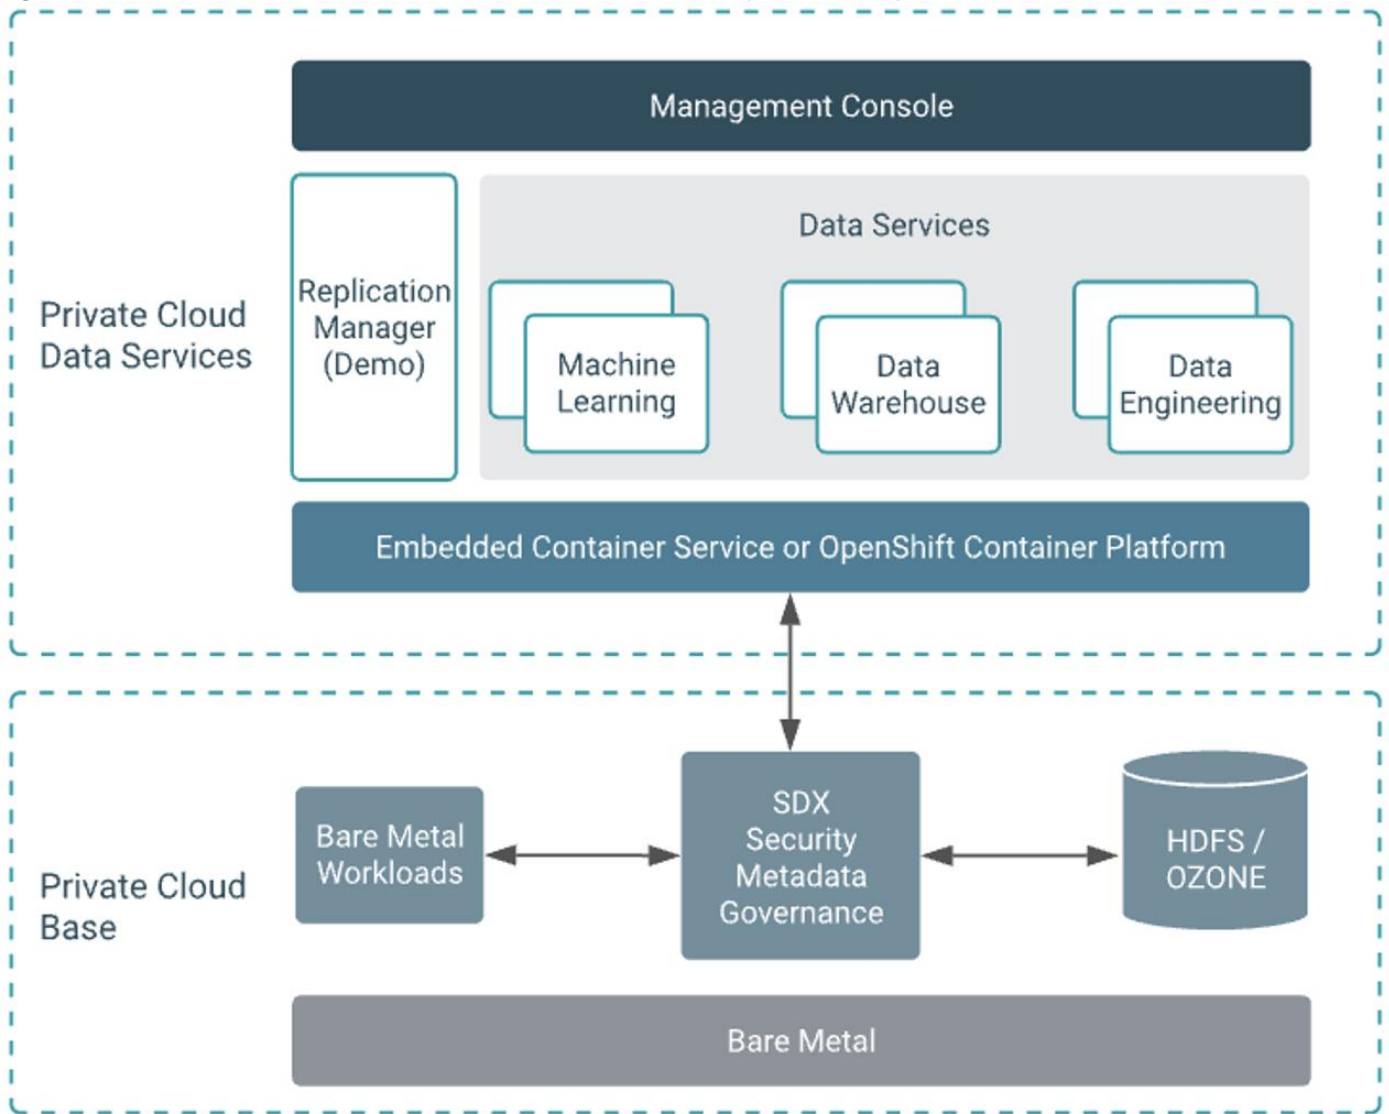 Management Console
Private Cloud
Data Services
Replication
Manager
(Demo)
Data Services
Machine
Learning
Data
Warehouse
Data
Engineering
Embedded Container Service or OpenShift Container Platform
Private Cloud
Base
Bare Metal
Workloads
SDX
Security
Metadata
Governance
HDFS /
OZONE
Bare Metal